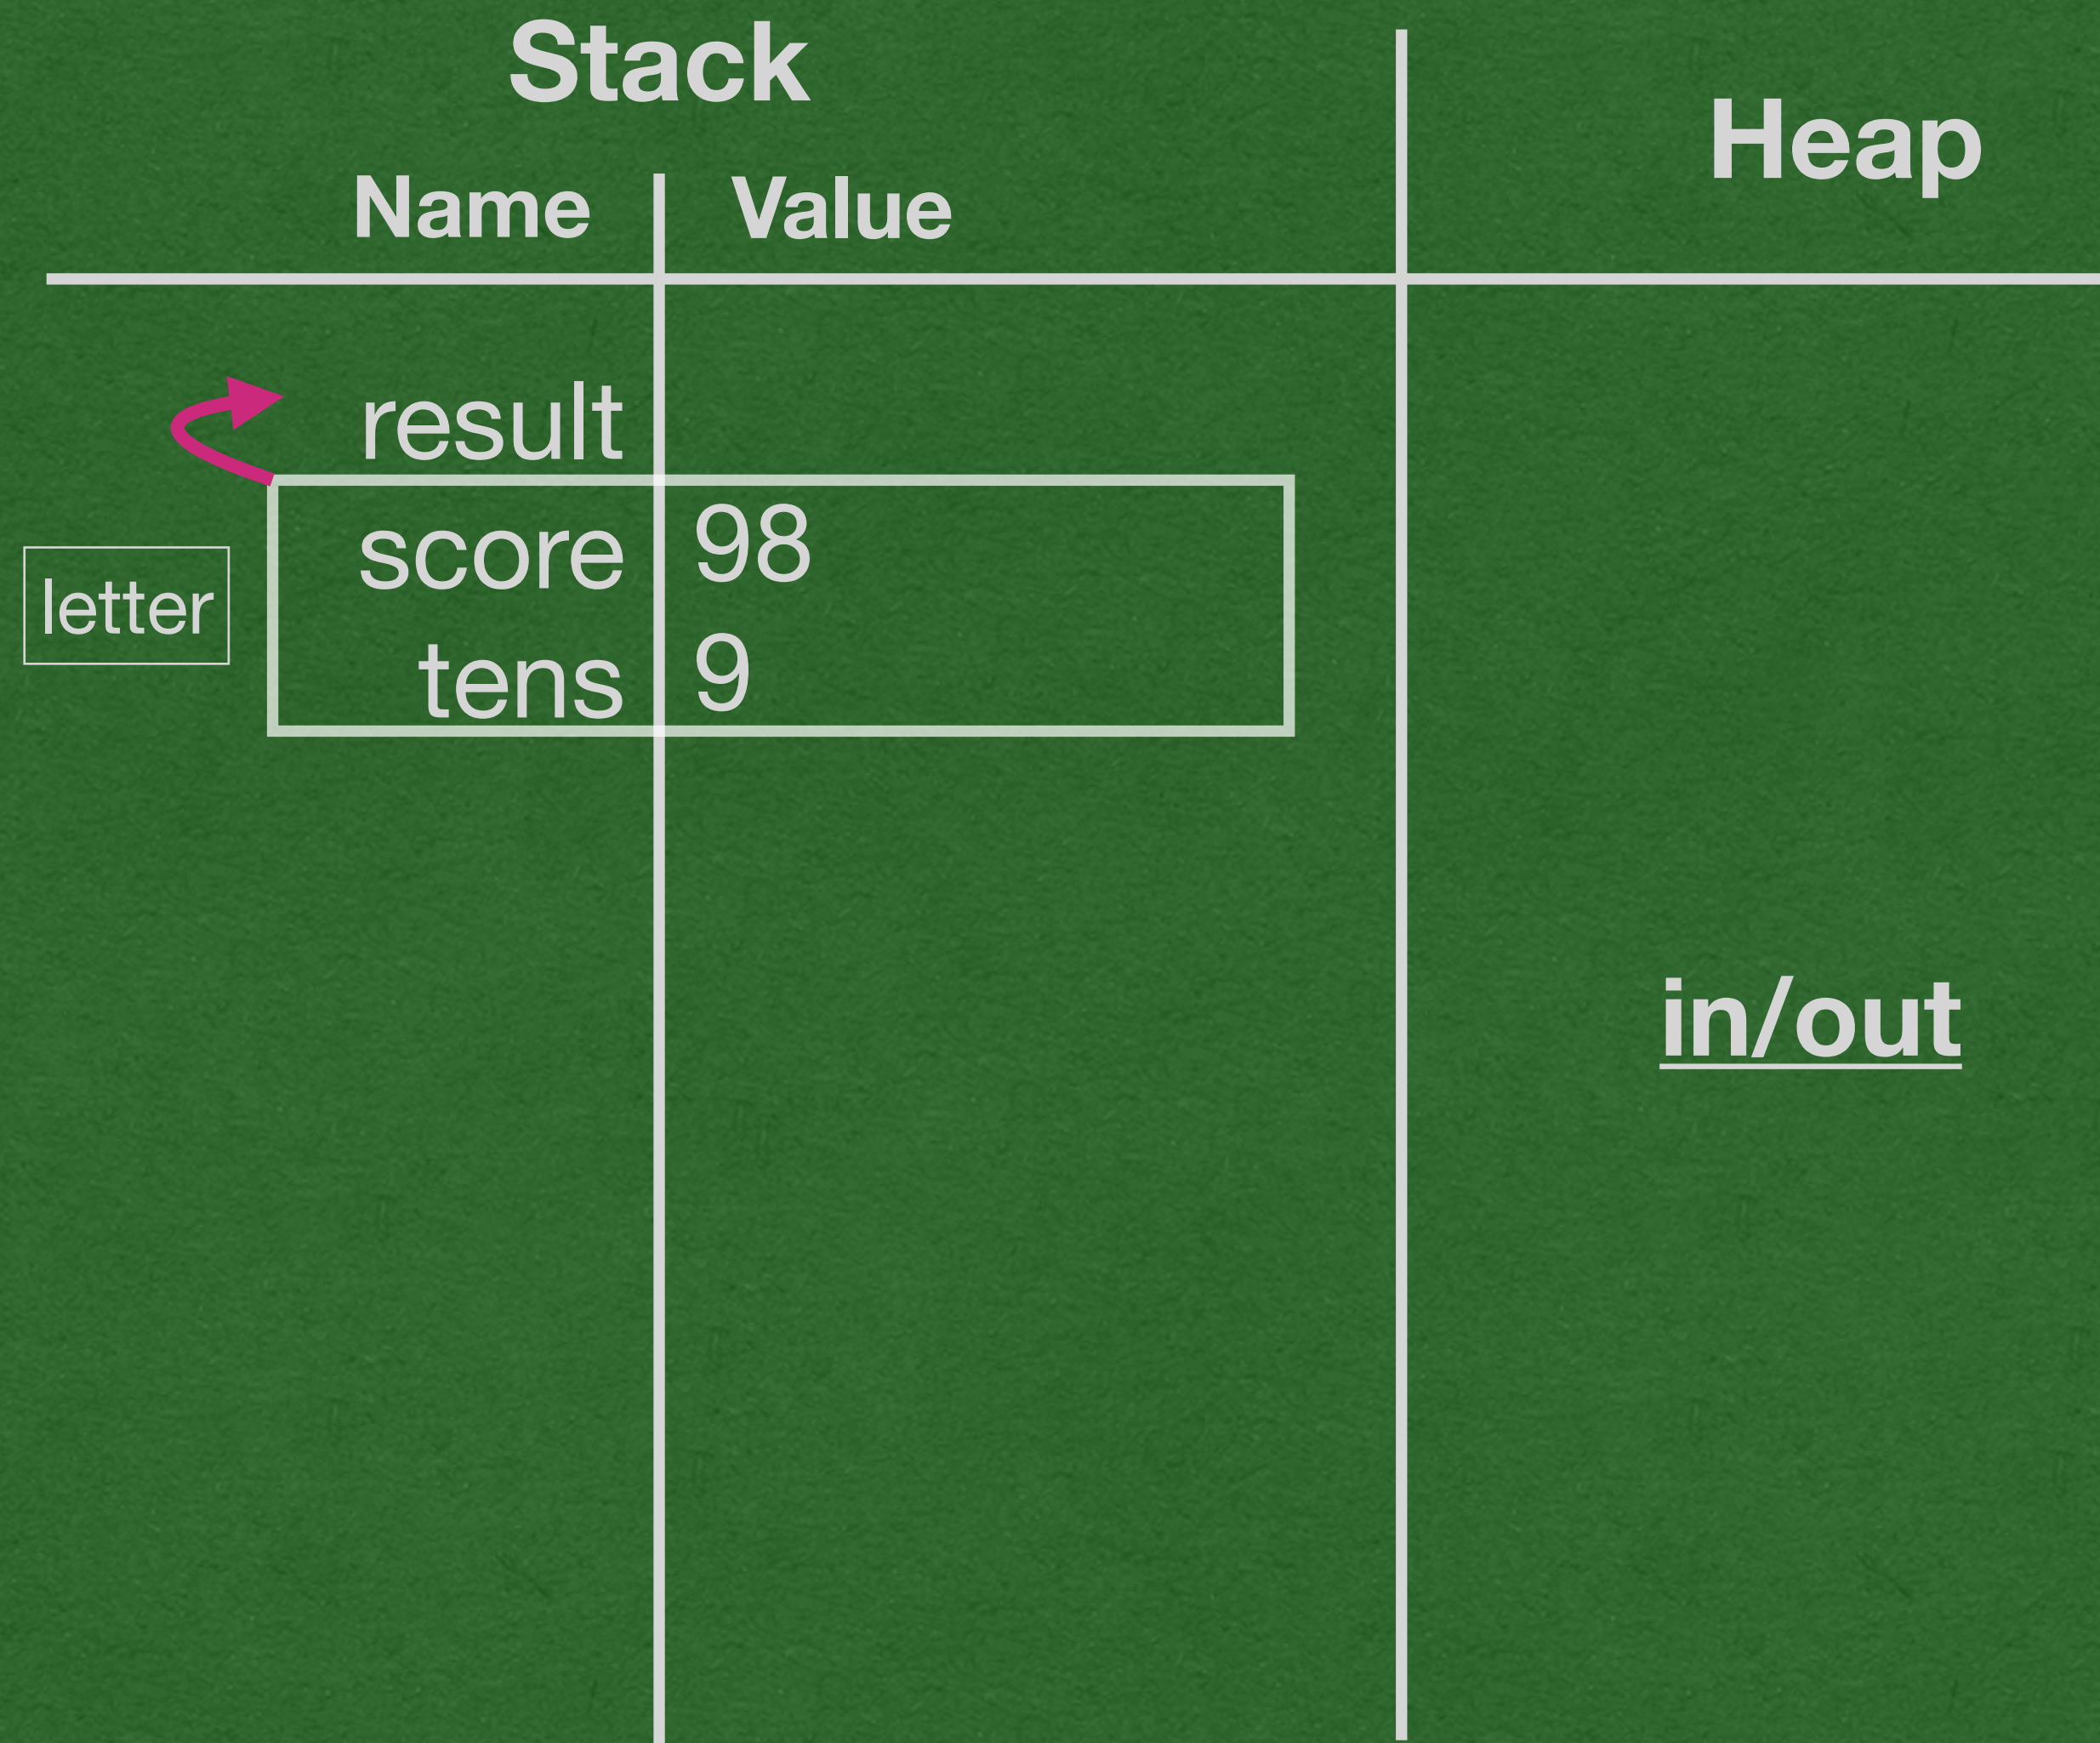 Stack
Heap
Name Value
result
score 98
letter
tens 9
in/out